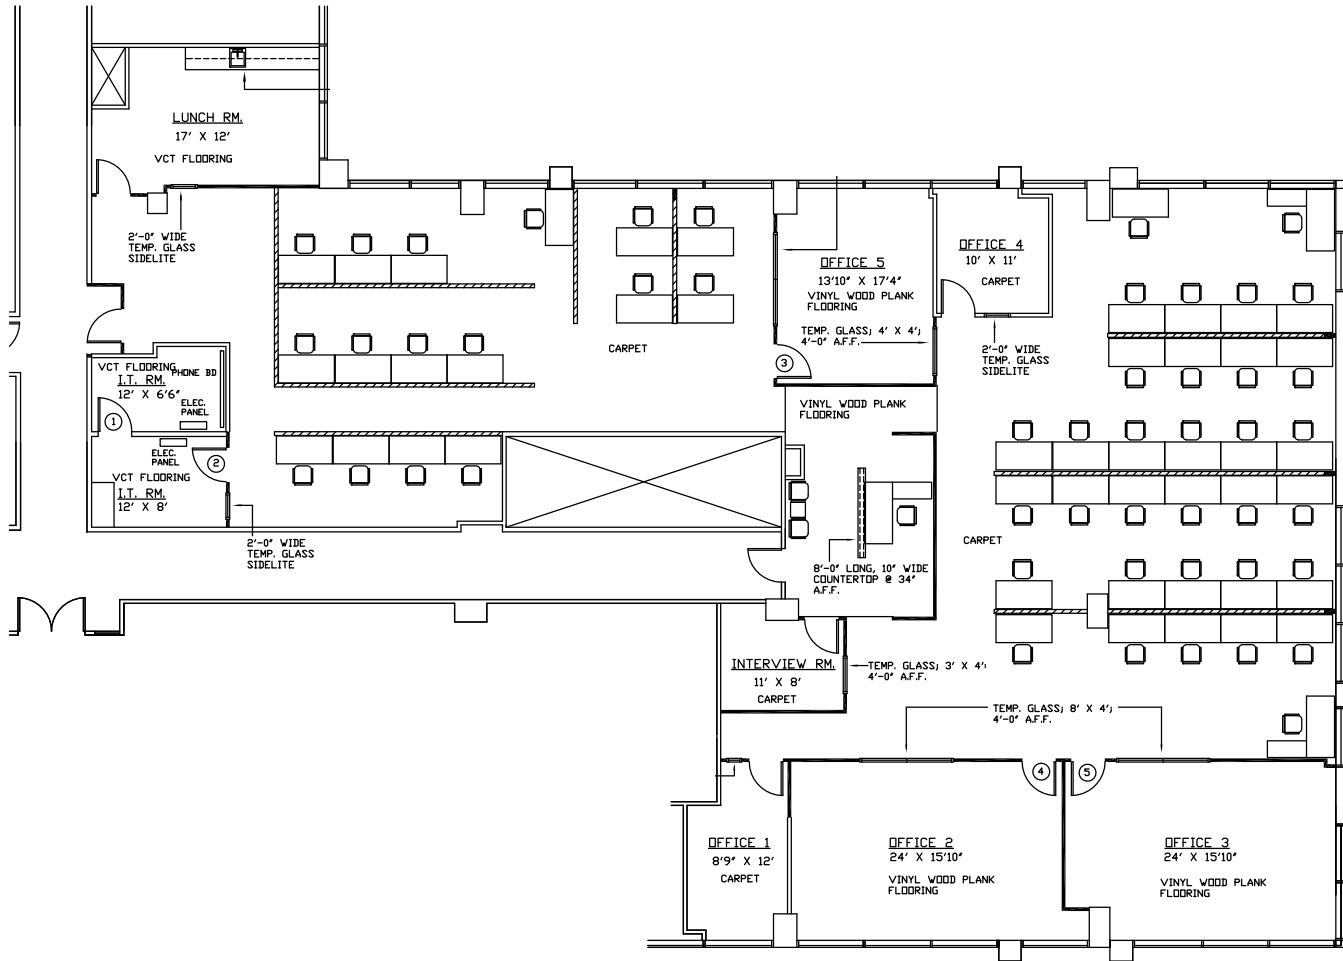 LUNCH RM.
17' X 12'
VCT FLOORING
2'-0" WIDE
TEMP. GLASS
SIDELITE
OFFICE 5
13'10" X 17'4"
VINYL WOOD PLANK
FLOORING
TEMP. GLASS; 4' X 4';
4'-0" A.F.F.
3
OFFICE 4
10' X 11'
CARPET
2'-0" WIDE
TEMP. GLASS
SIDELITE
CARPET
VCT FLOORING
PHONE BD
I.T. RM.
12' X 6'6"
ELEC.
PANEL
1
ELEC.
PANEL
2
VCT FLOORING
I.T. RM.
12' X 8'
2'-0" WIDE
TEMP. GLASS
SIDELITE
VINYL WOOD PLANK
FLOORING
8'-0" LONG, 10" WIDE
COUNTERTOP @ 34"
A.F.F.
CARPET
INTERVIEW RM.
11' X 8'
CARPET
TEMP. GLASS; 3' X 4';
4'-0" A.F.F.
TEMP. GLASS; 8' X 4';
4'-0" A.F.F.
4
5
OFFICE 1
8'9" X 12'
CARPET
OFFICE 2
24' X 15'10"
VINYL WOOD PLANK
FLOORING
OFFICE 3
24' X 15'10"
VINYL WOOD PLANK
FLOORING